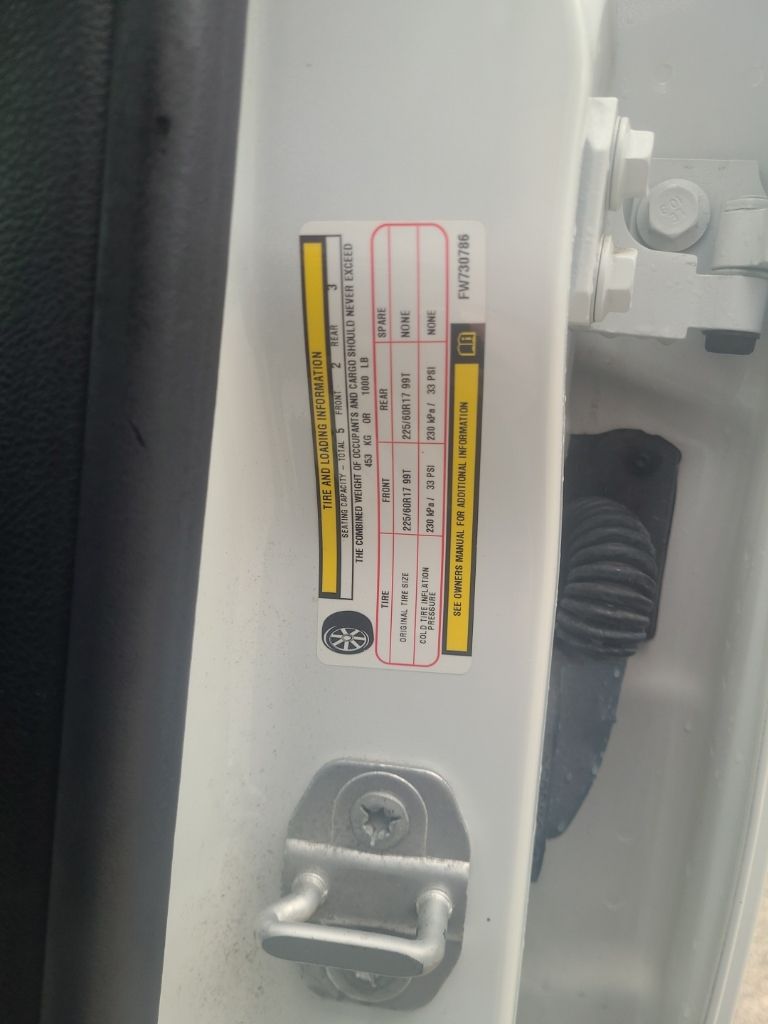 TIRE AND LOADING INFORMATION
SEATING CAPACITY - TOTAL 5 FRONT 2 REAR 3
THE COMBINED WEIGHT OF OCCUPANTS AND CARGO SHOULD NEVER EXCEED
453 KG OR 1000 LB
TIRE FRONT REAR SPARE
ORIGINAL TIRE SIZE 225/60R17 99T 225/60R17 99T NONE
COLD TIRE INFLATION
PRESSURE 230 kPa / 33 PSI 230 kPa / 33 PSI NONE
SEE OWNERS MANUAL FOR ADDITIONAL INFORMATION
FW730786